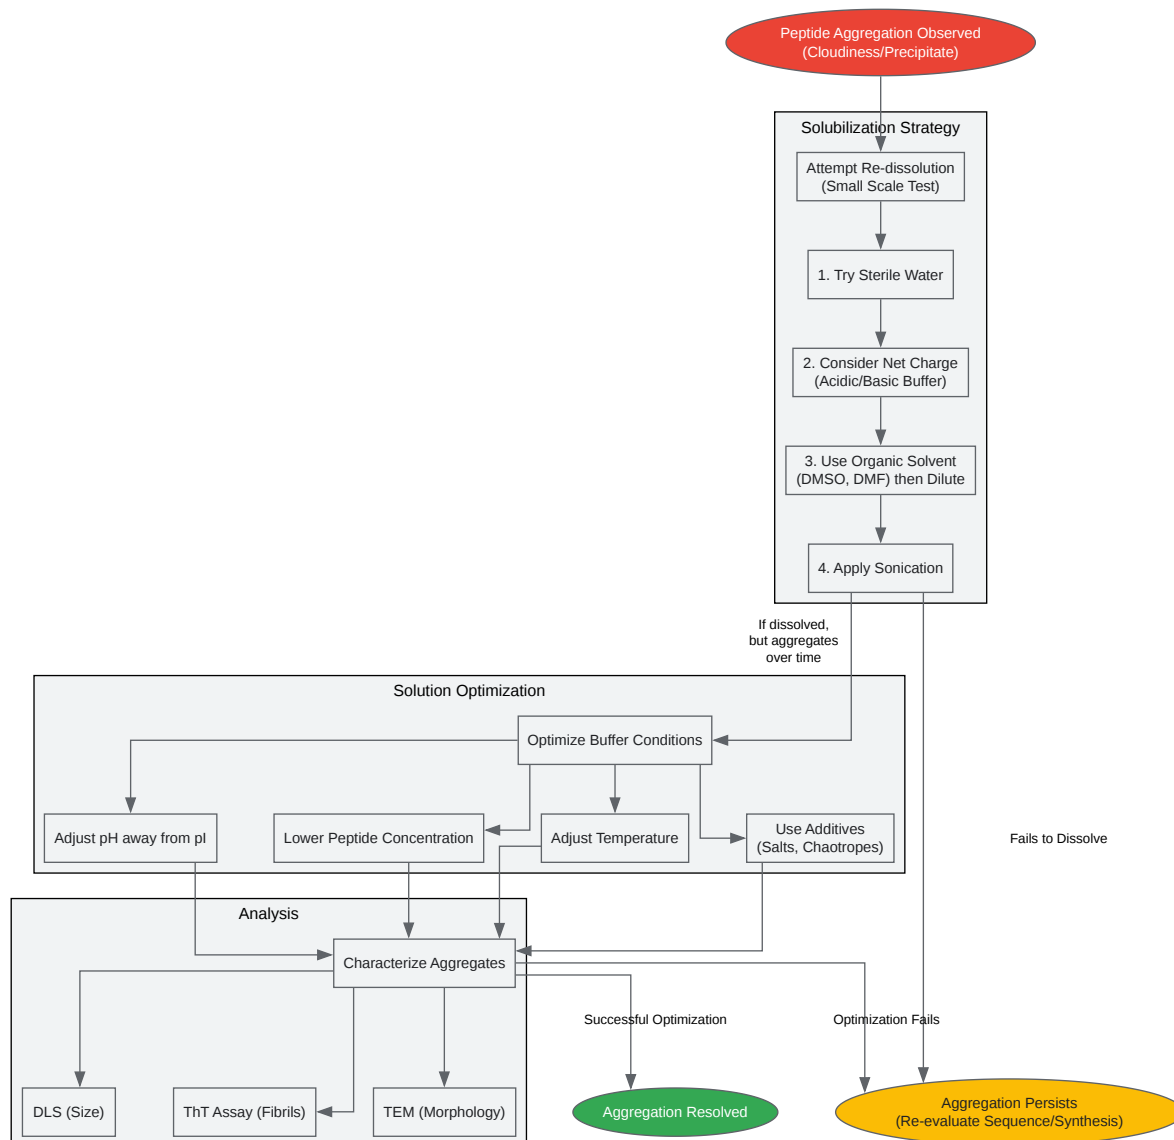 Peptide Aggregation Observed
(Cloudiness/Precipitate)
Solubilization Strategy
Attempt Re-dissolution
(Small Scale Test)
1. Try Sterile Water
2. Consider Net Charge
(Acidic/Basic Buffer)
3. Use Organic Solvent
(DMSO, DMF) then Dilute
4. Apply Sonication
If dissolved,
but aggregates
over time
Solution Optimization
Optimize Buffer Conditions
Adjust pH away from pI
Lower Peptide Concentration
Adjust Temperature
Use Additives
(Salts, Chaotropes)
Fails to Dissolve
Analysis
Characterize Aggregates
Successful Optimization
Optimization Fails
DLS (Size)
ThT Assay (Fibrils)
TEM (Morphology)
Aggregation Resolved
Aggregation Persists
(Re-evaluate Sequence/Synthesis)